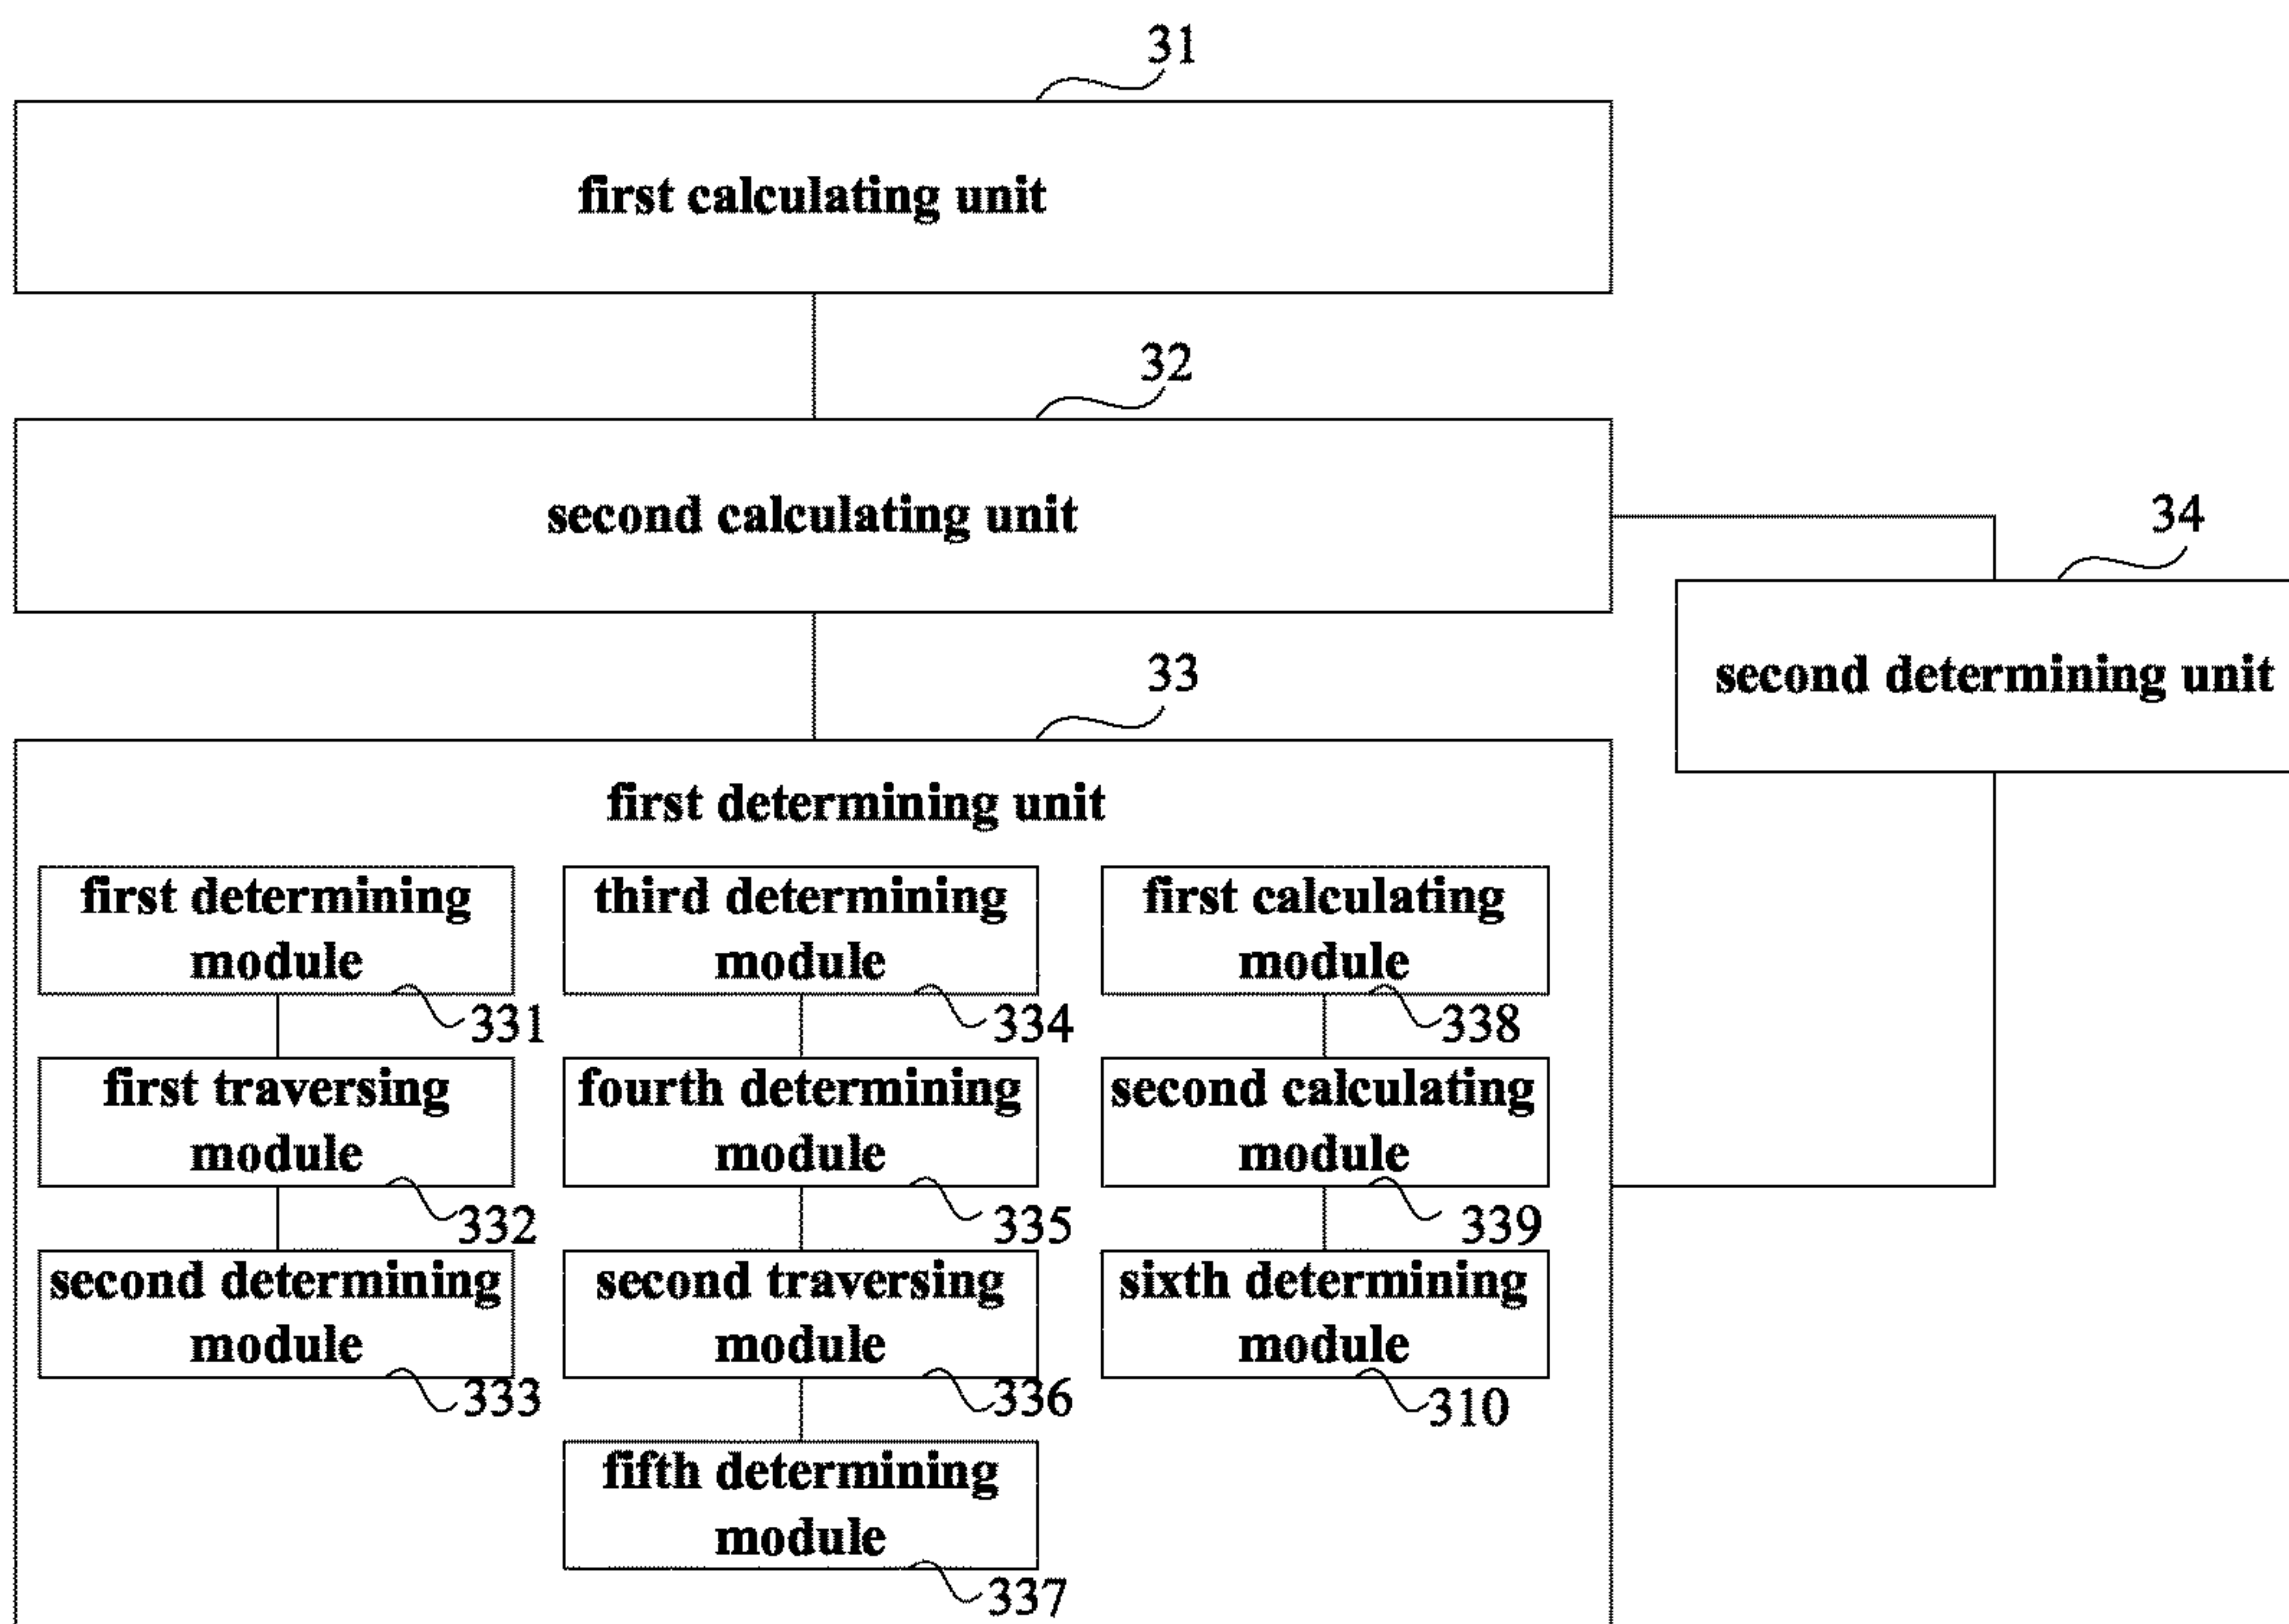 31
first calculating unit
32
second calculating unit
34
second determining unit
33
first determining unit
first determining
module
331
first traversing
module
332
second determining
module
333
third determining
module
334
fourth determining
module
335
second traversing
module
336
fifth determining
module
337
first calculating
module
338
second calculating
module
339
sixth determining
module
310